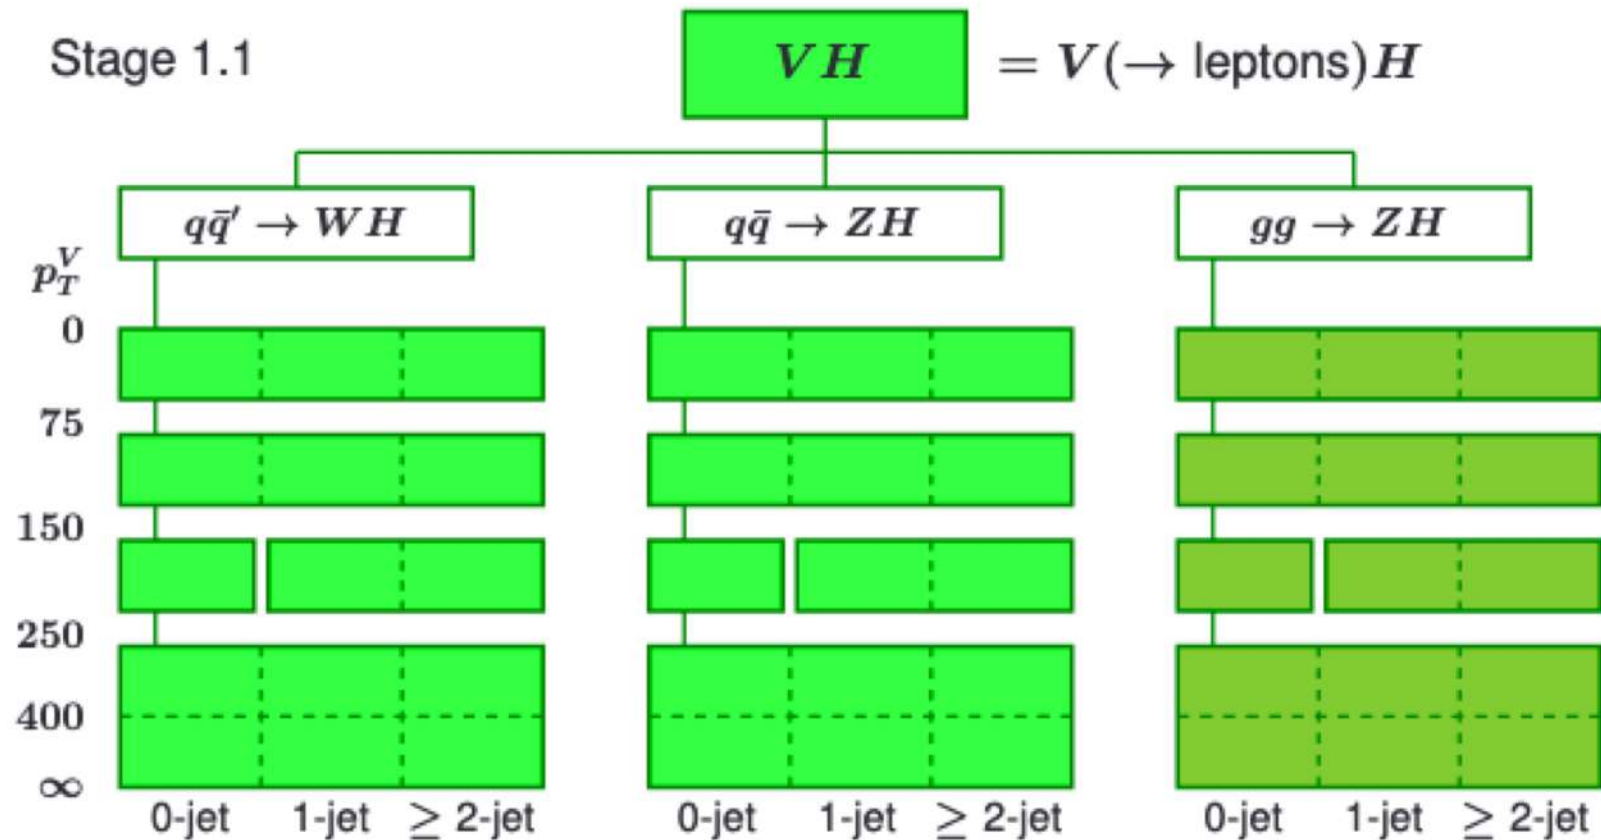 Stage 1.1
VH = V(→ leptons)H
qq̄′ → WH
qq̄ → ZH
gg → ZH
p_T^V
0
75
150
250
400
∞
0-jet 1-jet ≥ 2-jet 0-jet 1-jet ≥ 2-jet 0-jet 1-jet ≥ 2-jet